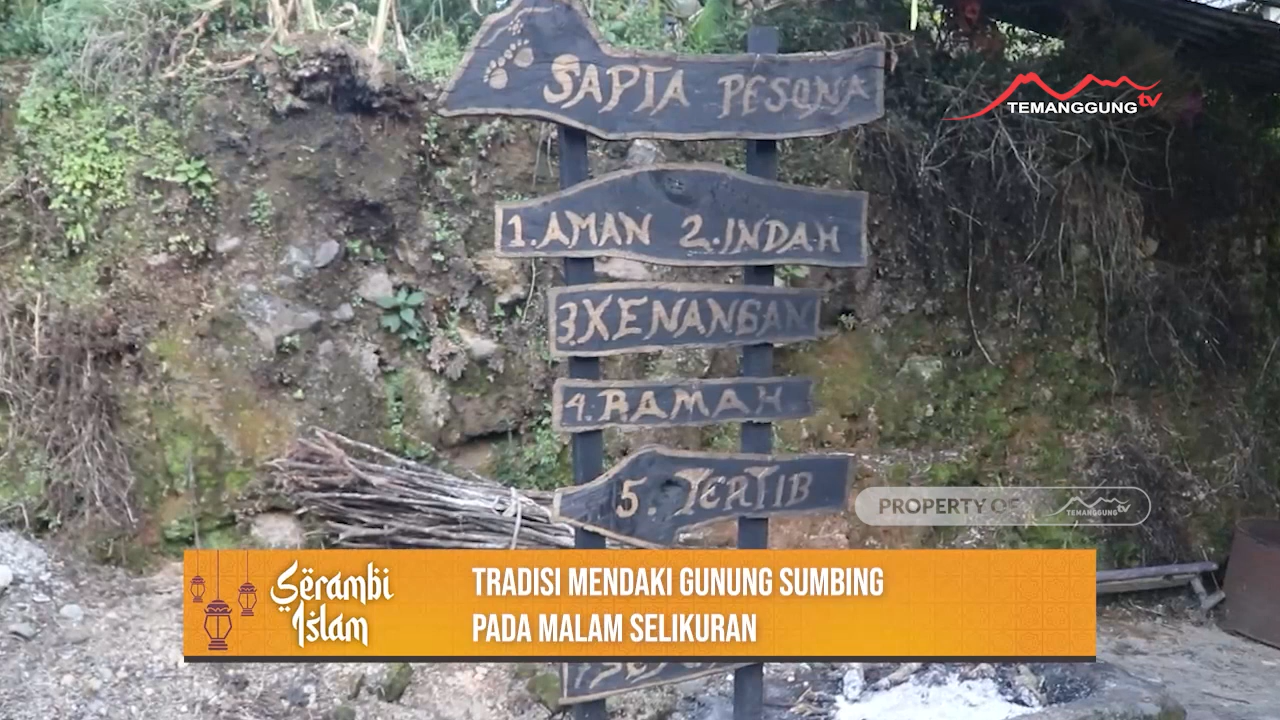 SAPTA PESONA
TEMANGGUNG tv
1.AMAN 2.INDAH
3.KENANGAN
4.RAMAH
5. TERTIB
PROPERTY OF TEMANGGUNG tv
Sërambi Islam
TRADISI MENDAKI GUNUNG SUMBING
PADA MALAM SELIKURAN